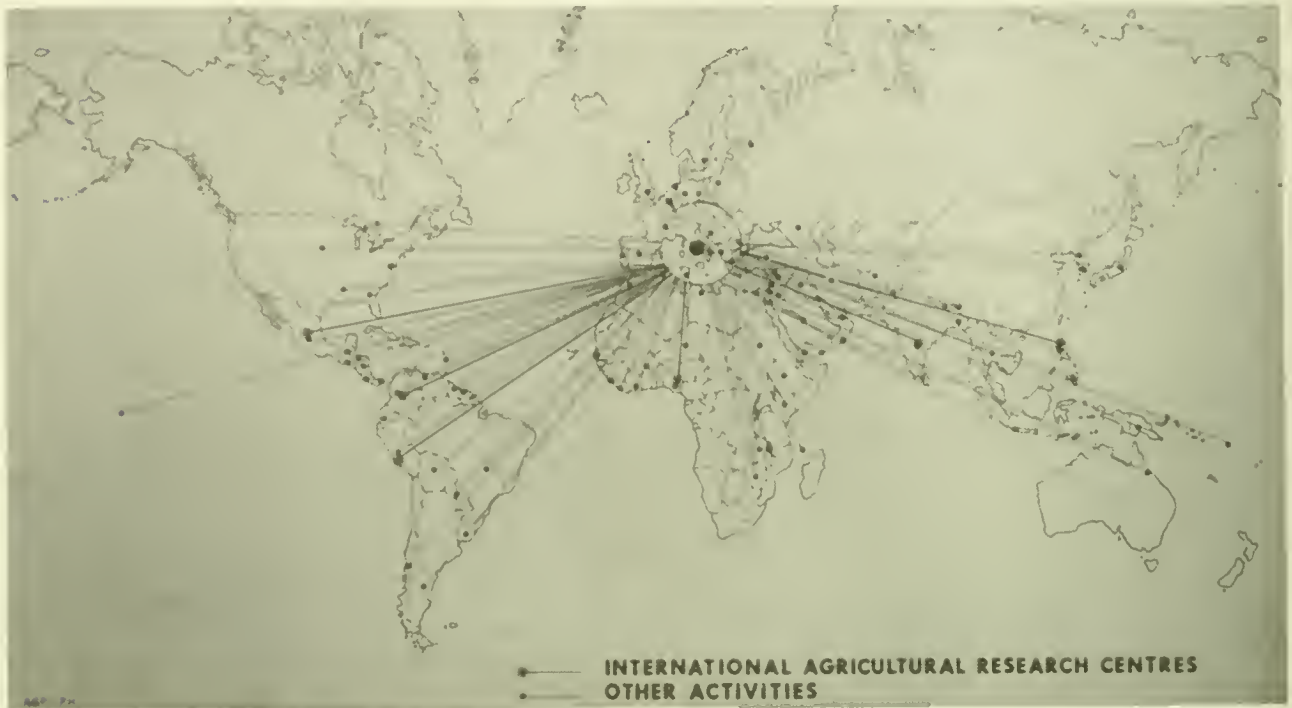 INTERNATIONAL AGRICULTURAL RESEARCH CENTRES
OTHER ACTIVITIES